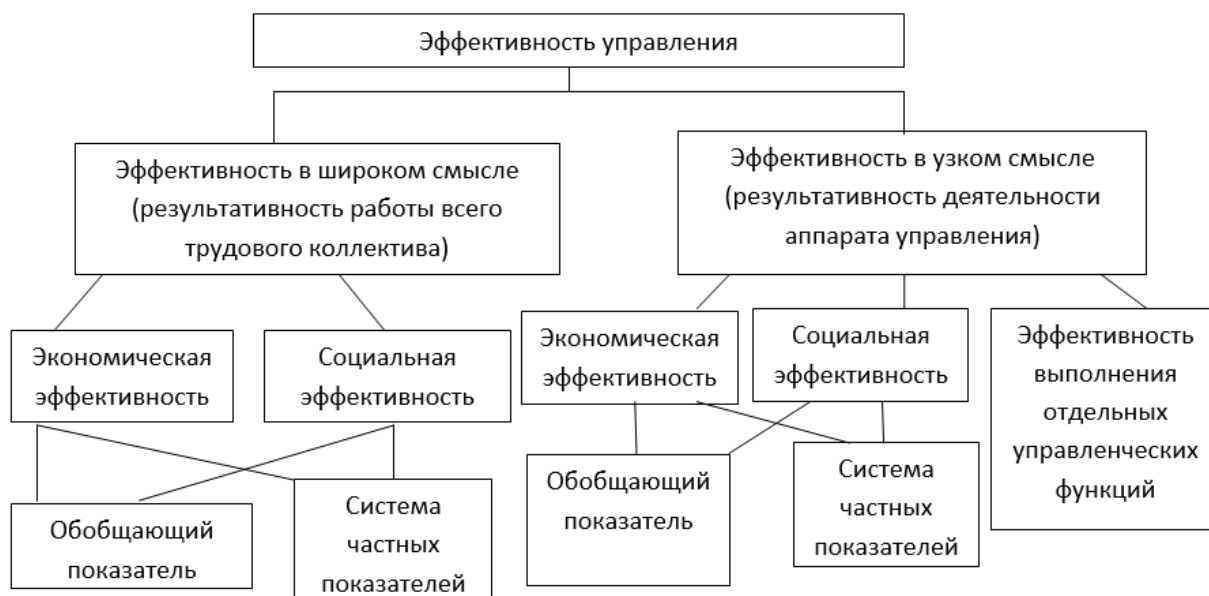 Эффективность управления
Эффективность в широком смысле
(результативность работы всего
трудового коллектива)
Эффективность в узком смысле
(результативность деятельности
аппарата управления)
Экономическая
эффективность
Социальная
эффективность
Экономическая
эффективность
Социальная
эффективность
Эффективность
выполнения
отдельных
управленческих
функций
Обобщающий
показатель
Система
частных
показателей
Обобщающий
показатель
Система
частных
показателей